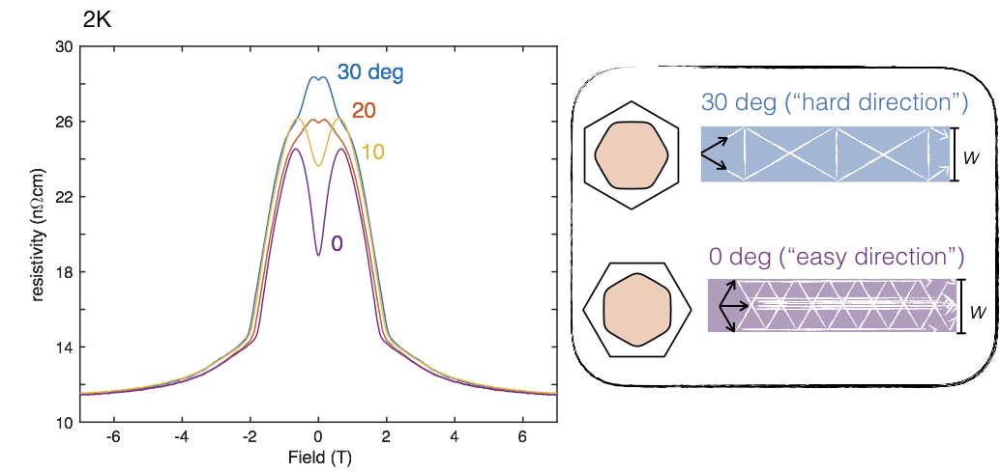 2K
30
26
22
18
14
10
resistivity (nΩcm)
-6 -4 -2 0 2 4 6
Field (T)
30 deg
20
10
0
30 deg (“hard direction”)
W
0 deg (“easy direction”)
W